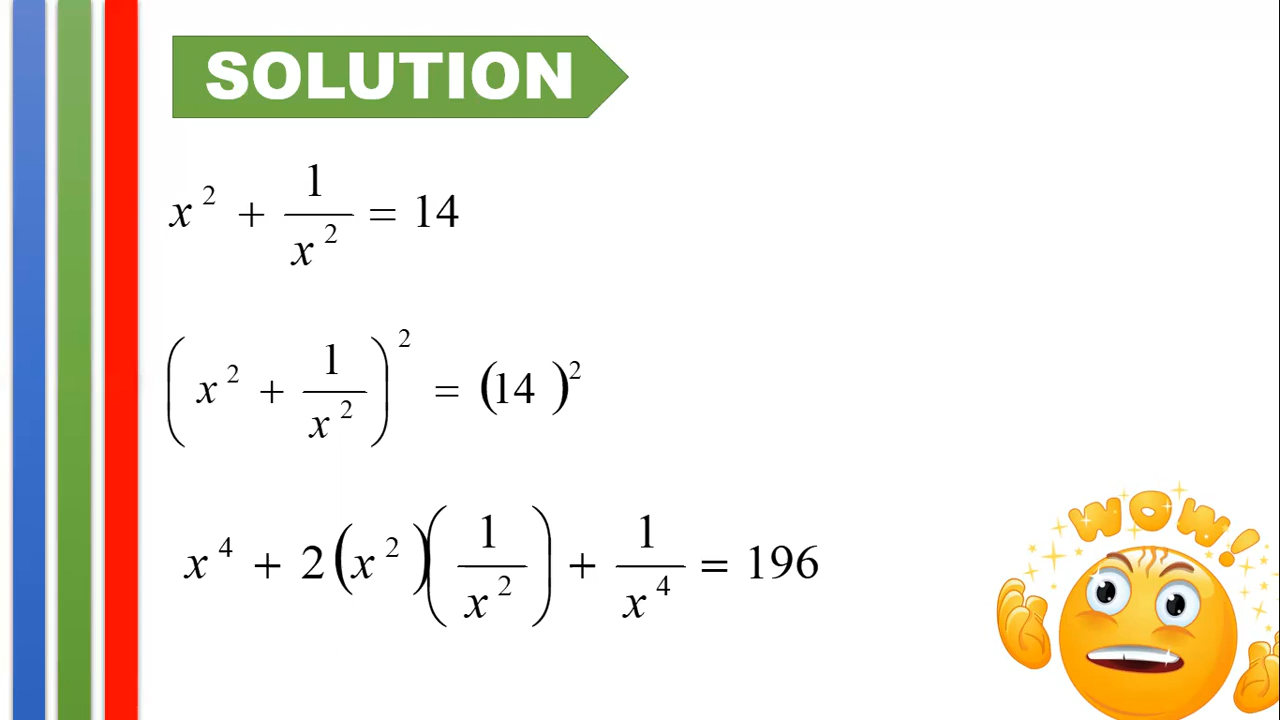 SOLUTION
x² + 1/x² = 14
(x² + 1/x²)² = (14)²
x⁴ + 2(x²)(1/x²) + 1/x⁴ = 196
WOW!